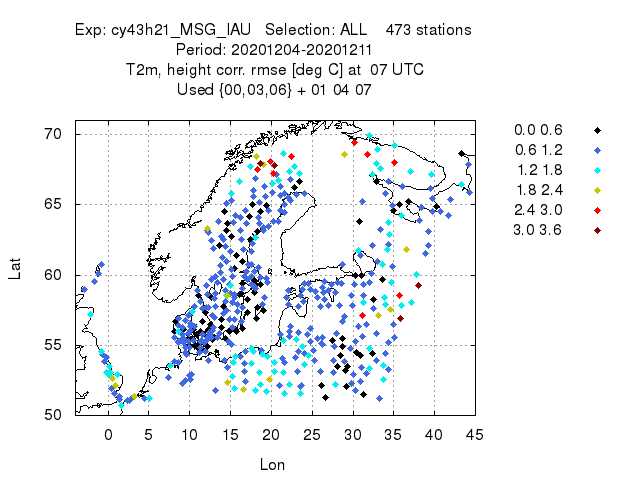 Exp: cy43h21_MSG_IAU Selection: ALL 473 stations
Period: 20201204-20201211
T2m, height corr. rmse [deg C] at 07 UTC
Used {00,03,06} + 01 04 07
0.0 0.6
0.6 1.2
1.2 1.8
1.8 2.4
2.4 3.0
3.0 3.6
70
65
60
55
50
Lat
0 5 10 15 20 25 30 35 40 45
Lon